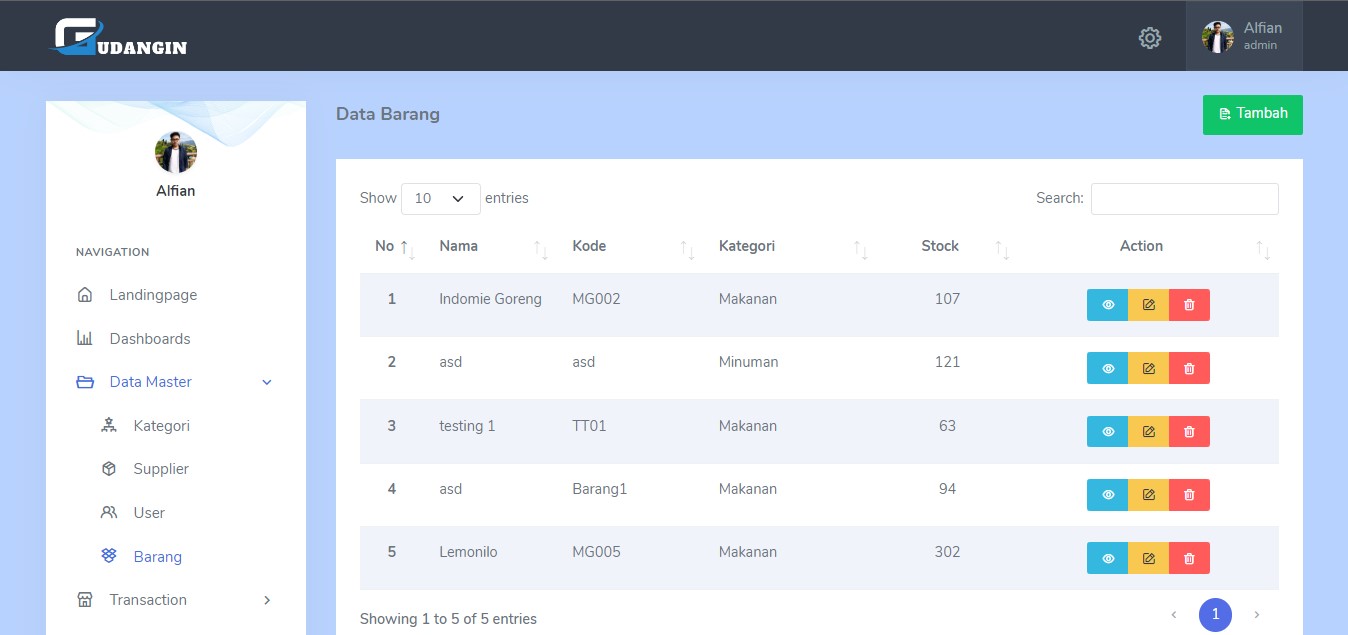 GUDANGIN
Alfian
admin
Alfian
NAVIGATION
Landingpage
Dashboards
Data Master
Kategori
Supplier
User
Barang
Transaction
Data Barang
Tambah
Show 10 entries
Search:
No Nama Kode Kategori Stock Action
1 Indomie Goreng MG002 Makanan 107
2 asd asd Minuman 121
3 testing 1 TT01 Makanan 63
4 asd Barang1 Makanan 94
5 Lemonilo MG005 Makanan 302
Showing 1 to 5 of 5 entries
1